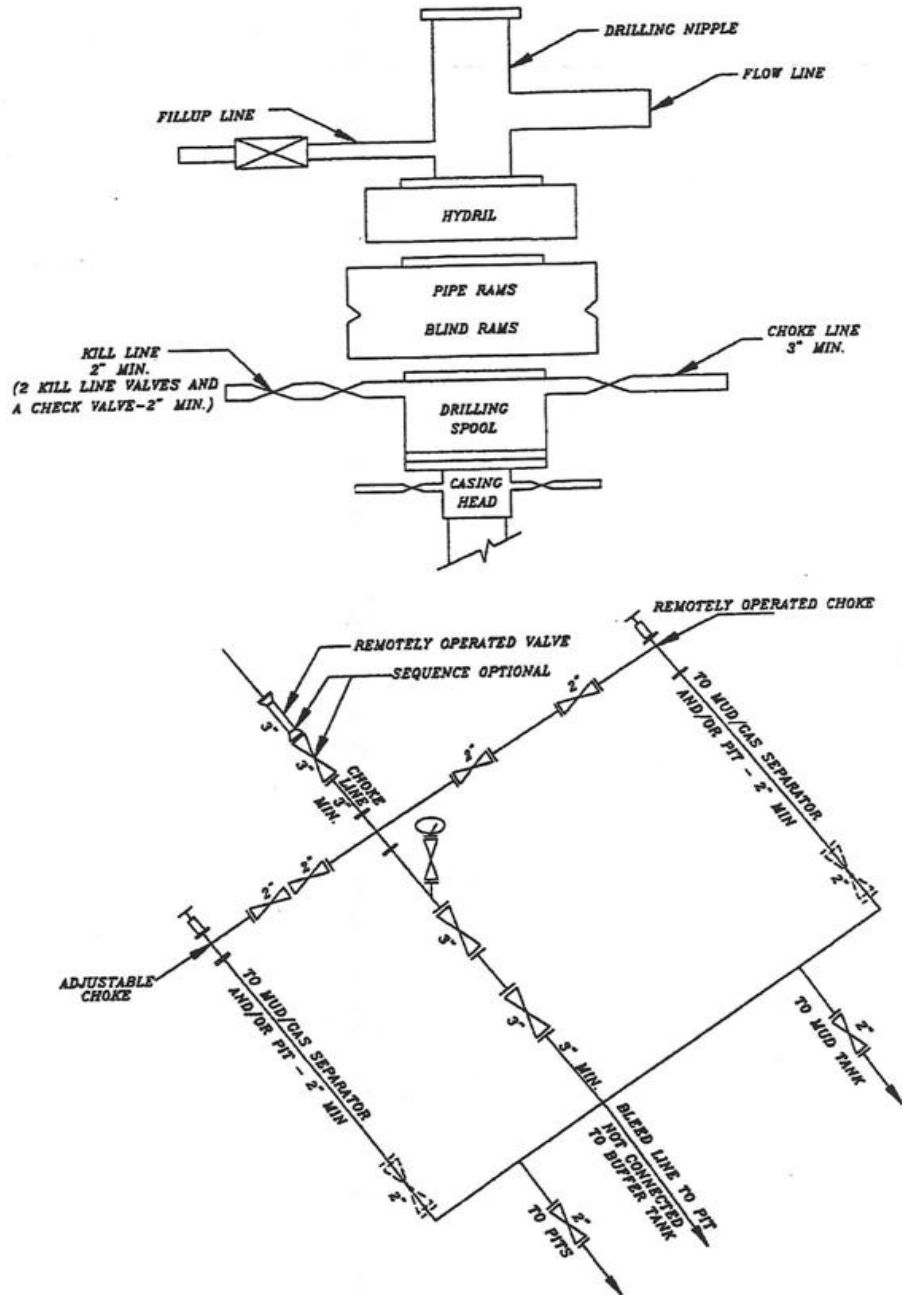 DRILLING NIPPLE
FLOW LINE
FILLUP LINE
HYDRIL
PIPE RAMS
BLIND RAMS
KILL LINE
2" MIN.
(2 KILL LINE VALVES AND
A CHECK VALVE-2" MIN.)
CHOKE LINE
3" MIN.
DRILLING
SPOOL
CASING
HEAD
REMOTELY OPERATED CHOKE
REMOTELY OPERATED VALVE
SEQUENCE OPTIONAL
3"
3"
CHOKE
LINE
3"
MIN.
2"
2"
TO MUD/GAS SEPARATOR
AND/OR PIT - 2" MIN
2"
2"
2"
ADJUSTABLE
CHOKE
TO MUD/GAS SEPARATOR
AND/OR PIT - 2" MIN
2"
3"
3"
3" MIN.
BLEED LINE TO PIT
NOT CONNECTED
TO BUFFER TANK
2"
TO MUD TANK
2"
TO PITS